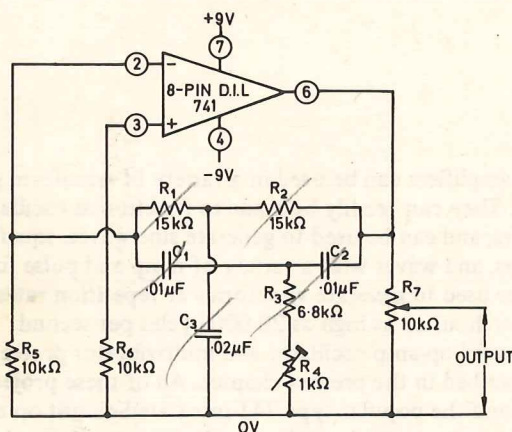 +9V
7
2
-
8-PIN D.I.L
741
6
3
+
4
-9V
R1
15kΩ
R2
15kΩ
C1
·01µF
C2
·01µF
R3
6·8kΩ
R7
10kΩ
C3
·02µF
R5
10kΩ
R6
10kΩ
R4
1kΩ
OUTPUT
0V